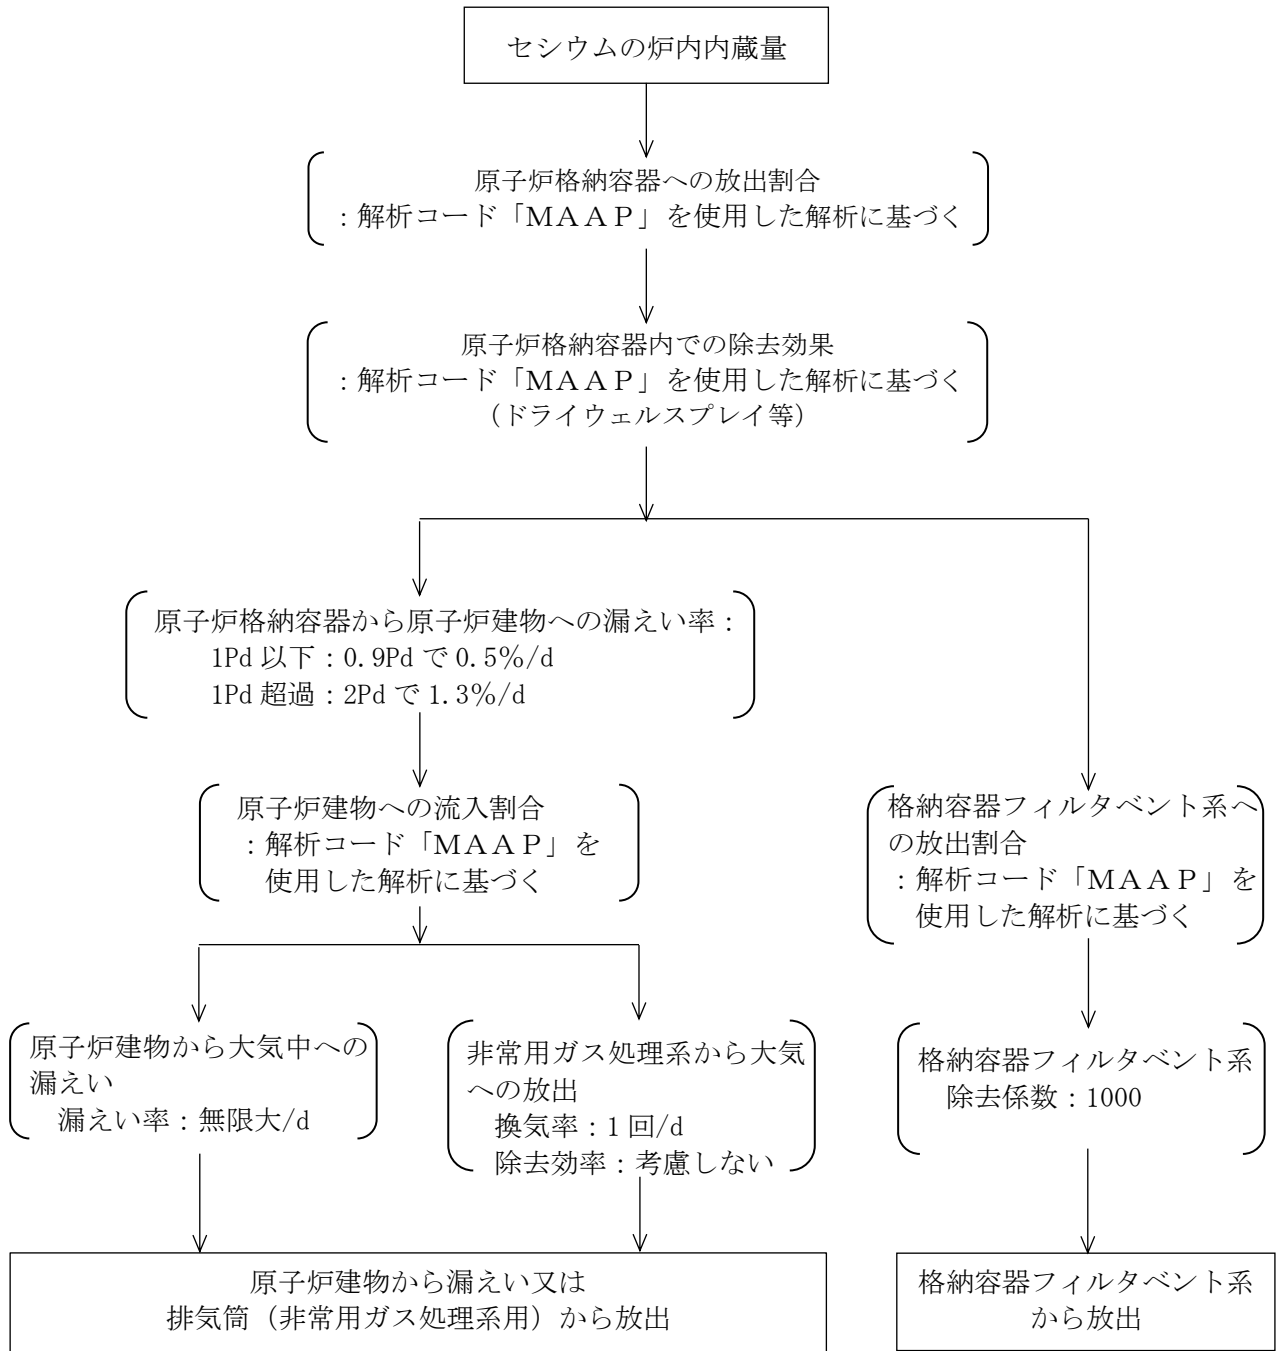 セシウムの炉内内蔵量
原子炉格納容器への放出割合
：解析コード「ＭＡＡＰ」を使用した解析に基づく
原子炉格納容器内での除去効果
：解析コード「ＭＡＡＰ」を使用した解析に基づく
（ドライウェルスプレイ等）
原子炉格納容器から原子炉建物への漏えい率：
1Pd 以下：0.9Pd で 0.5％/d
1Pd 超過：2Pd で 1.3％/d
原子炉建物への流入割合
：解析コード「ＭＡＡＰ」を
使用した解析に基づく
格納容器フィルタベント系へ
の放出割合
：解析コード「ＭＡＡＰ」を
使用した解析に基づく
原子炉建物から大気中への
漏えい
漏えい率：無限大/d
非常用ガス処理系から大気
への放出
換気率：1 回/d
除去効率：考慮しない
格納容器フィルタベント系
除去係数：1000
原子炉建物から漏えい又は
排気筒（非常用ガス処理系用）から放出
格納容器フィルタベント系
から放出